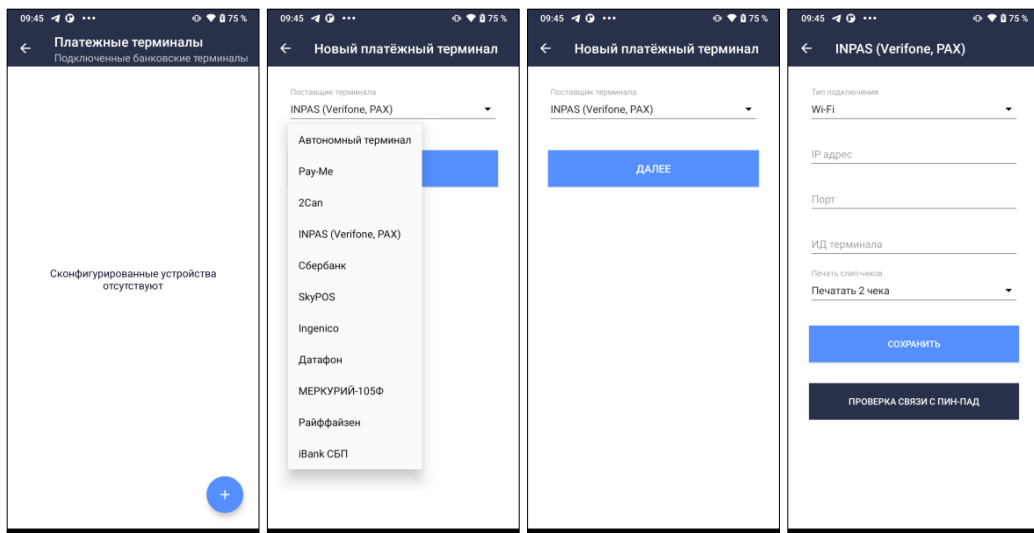 09:45 75 %
Платежные терминалы
Подключенные банковские терминалы
Сконфигурированные устройства
отсутствуют
+
09:45 75 %
Новый платёжный терминал
Поставщик терминала
INPAS (Verifone, PAX)
Автономный терминал
Pay-Me
2Can
INPAS (Verifone, PAX)
Сбербанк
SkyPOS
Ingenico
Датафон
МЕРКУРИЙ-105Ф
Райффайзен
iBank СБП
09:45 75 %
Новый платёжный терминал
Поставщик терминала
INPAS (Verifone, PAX)
ДАЛЕЕ
09:45 75 %
INPAS (Verifone, PAX)
Тип подключения
Wi-Fi
IP адрес
Порт
ИД терминала
Печать слип-чеков
Печатать 2 чека
СОХРАНИТЬ
ПРОВЕРКА СВЯЗИ С ПИН-ПАД